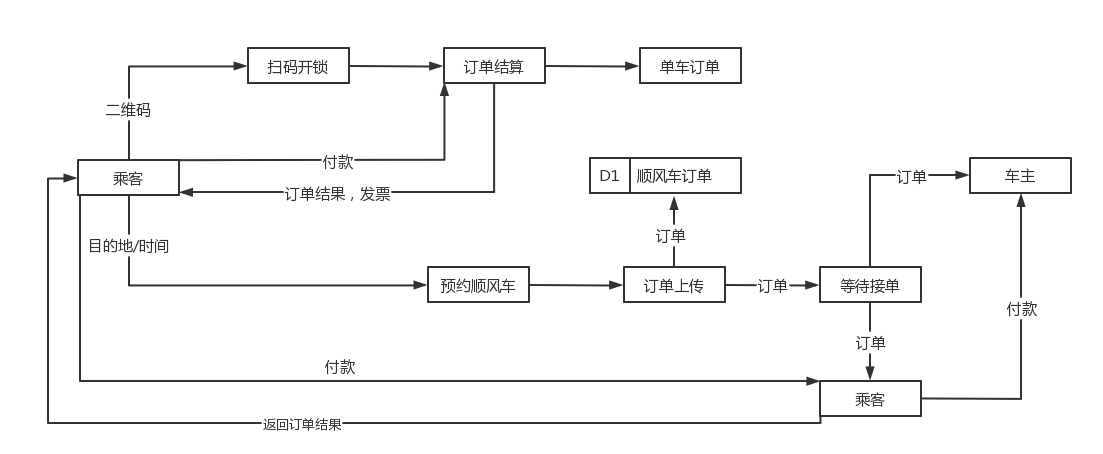 扫码开锁
订单结算
单车订单
二维码
付款
乘客
订单结果，发票
D1
顺风车订单
订单
车主
目的地/时间
订单
预约顺风车
订单上传
订单
等待接单
付款
订单
付款
乘客
返回订单结果